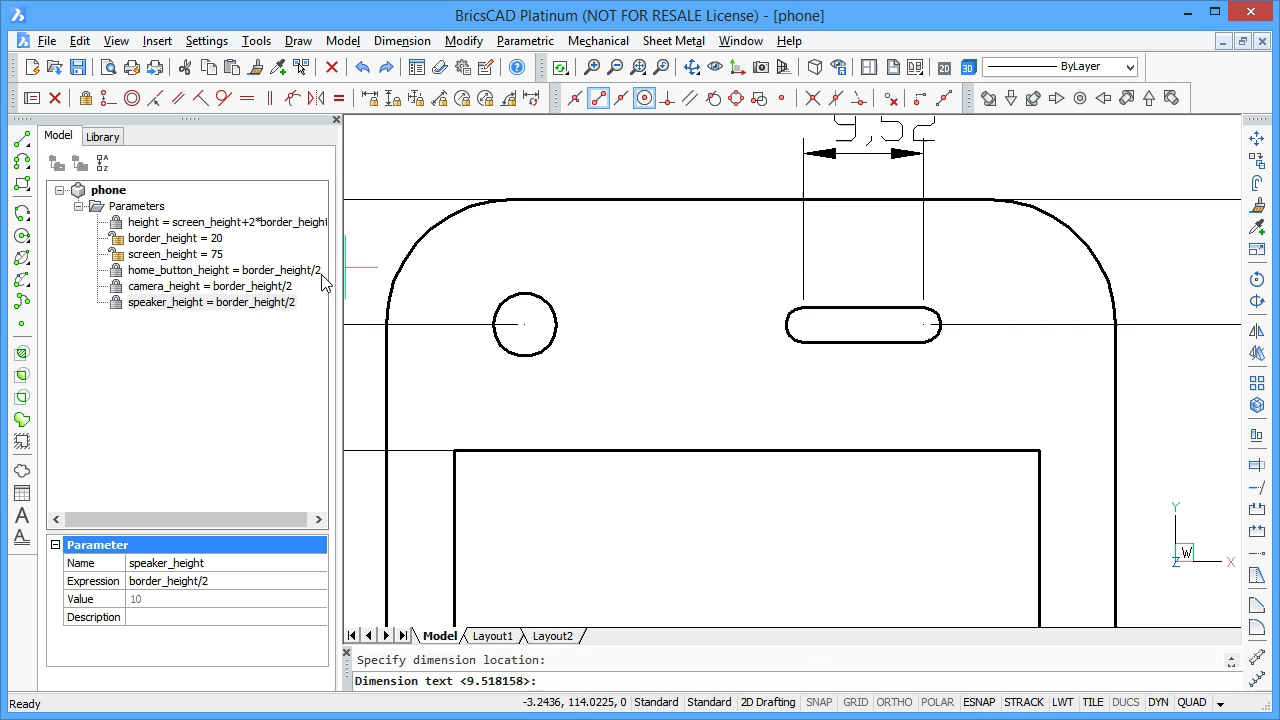 BricsCAD Platinum (NOT FOR RESALE License) - [phone]
File Edit View Insert Settings Tools Draw Model Dimension Modify Parametric Mechanical Sheet Metal Window Help
2D 3D ByLayer
Model Library
phone
Parameters
height = screen_height+2*border_height
border_height = 20
screen_height = 75
home_button_height = border_height/2
camera_height = border_height/2
speaker_height = border_height/2
9,52
Y
W
Z X
Parameter
Name speaker_height
Expression border_height/2
Value 10
Description
Model Layout1 Layout2
Specify dimension location:
Dimension text <9.518158>:
Ready -3.2436, 114.0225, 0 Standard Standard 2D Drafting SNAP GRID ORTHO POLAR ESNAP STRACK LWT TILE DUCS DYN QUAD